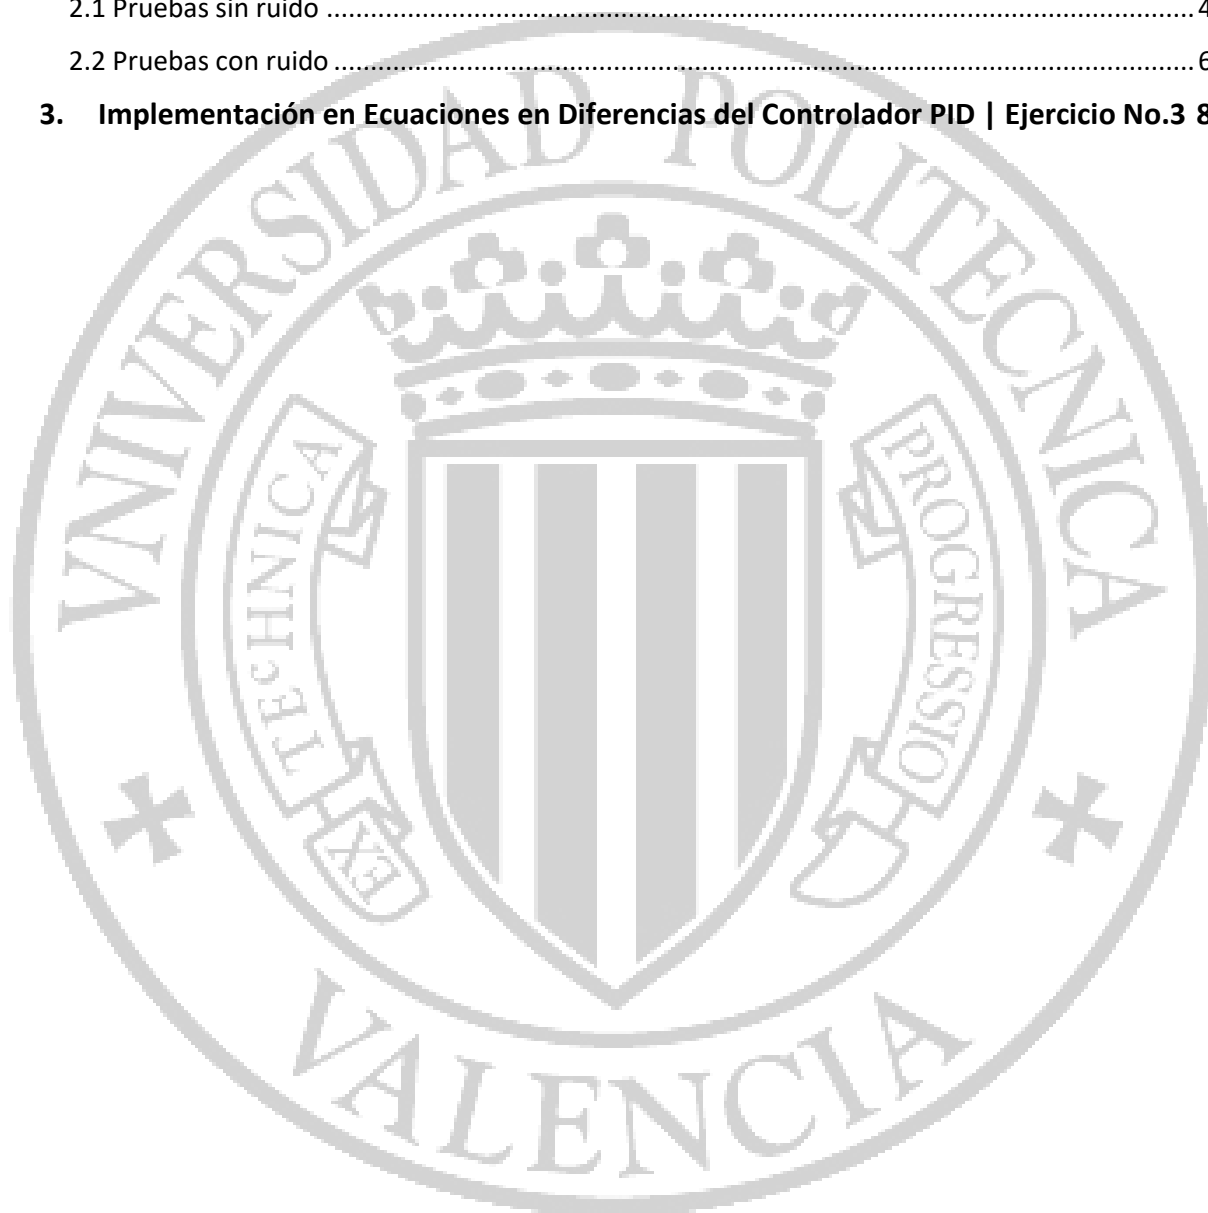 2.1 Pruebas sin ruido ........................................................................................................................... 4
2.2 Pruebas con ruido .......................................................................................................................... 6
3. Implementación en Ecuaciones en Diferencias del Controlador PID | Ejercicio No.3 8
VNIVERSIDAD POLITECNICA
TEcHNICA
PROGRESSIO
EX
VALENCIA